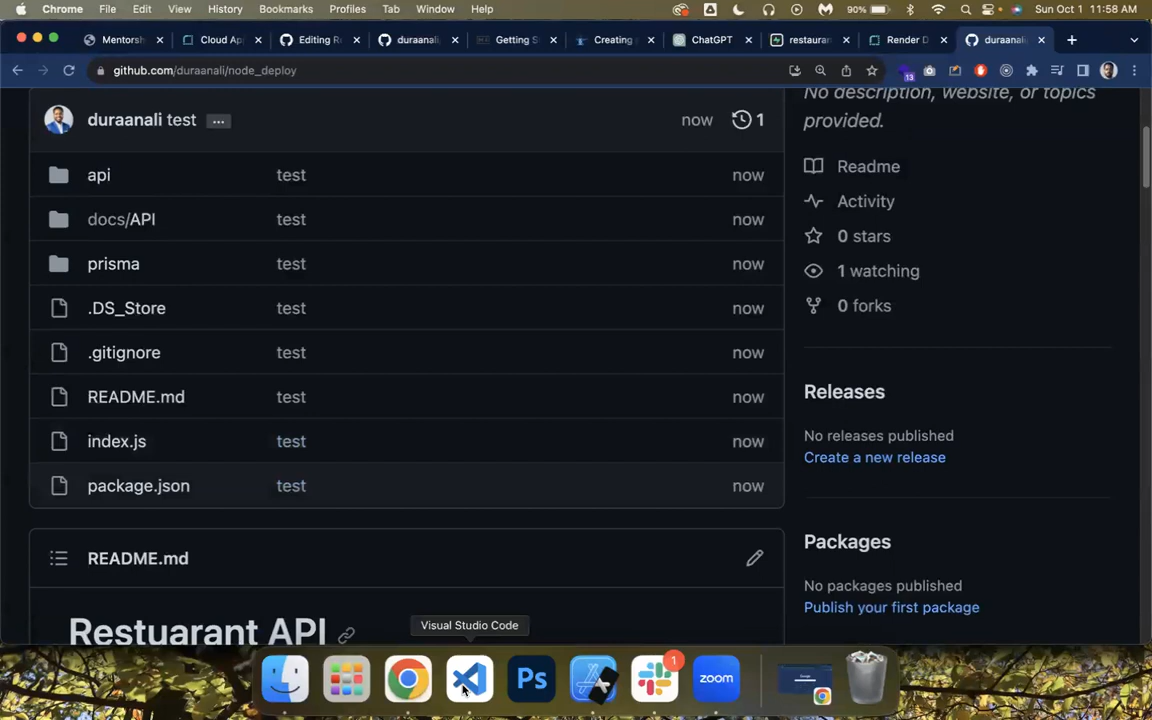 Chrome File Edit View History Bookmarks Profiles Tab Window Help 90% Sun Oct 1 11:58 AM
Mentorsh Cloud Ap Editing R duraanali Getting S Creating ChatGPT restauran Render D duraanali
github.com/duraanali/node_deploy 13
No description, website, or topics
provided.
duraanali test ... now 1
api test now
docs/API test now
prisma test now
.DS_Store test now
.gitignore test now
README.md test now
index.js test now
package.json test now
Readme
Activity
0 stars
1 watching
0 forks
Releases
No releases published
Create a new release
Packages
No packages published
Publish your first package
README.md
Restuarant API
Visual Studio Code
Ps 1 zoom